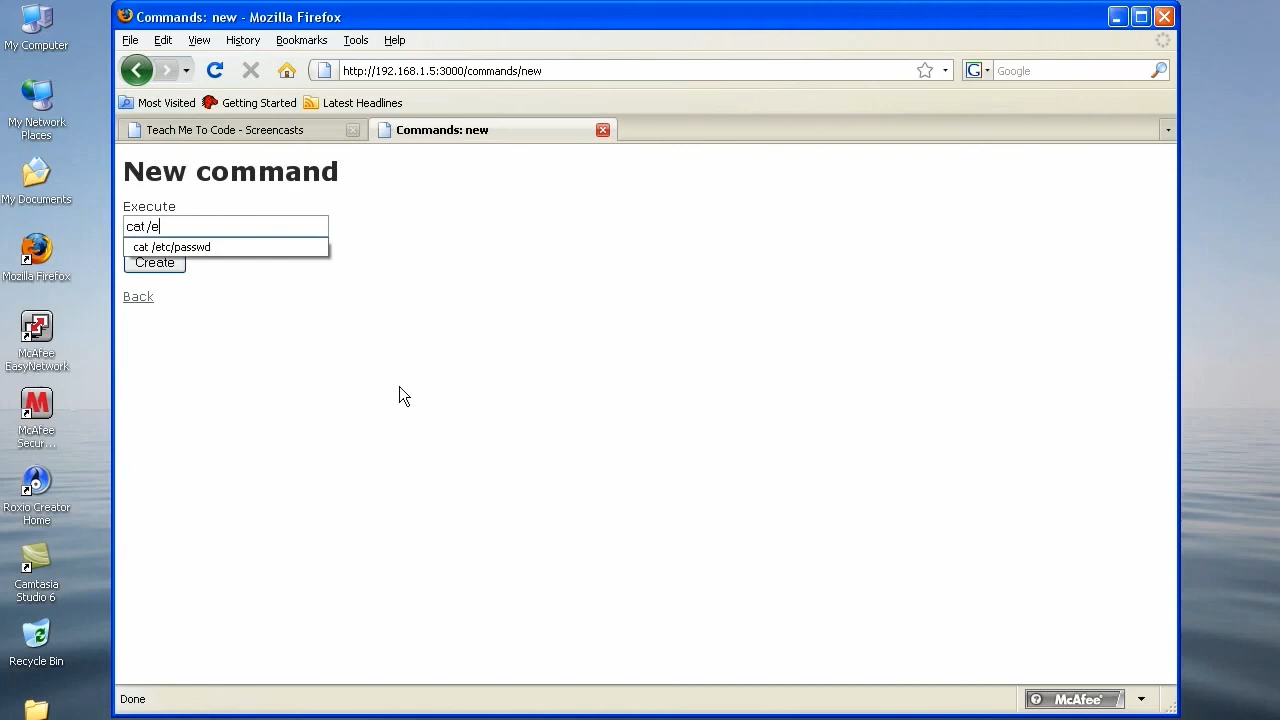 Commands: new - Mozilla Firefox
File Edit View History Bookmarks Tools Help
http://192.168.1.5:3000/commands/new
G Google
Most Visited Getting Started Latest Headlines
Teach Me To Code - Screencasts Commands: new
New command
Execute
cat /e
cat /etc/passwd
Create
Back
Done
McAfee
My Computer
My Network
Places
My Documents
Mozilla Firefox
McAfee
EasyNetwork
McAfee
Secur...
Roxio Creator
Home
Camtasia
Studio 6
Recycle Bin